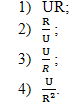 1) UR;
2) R/U ;
3) U/R ;
4) U/R².